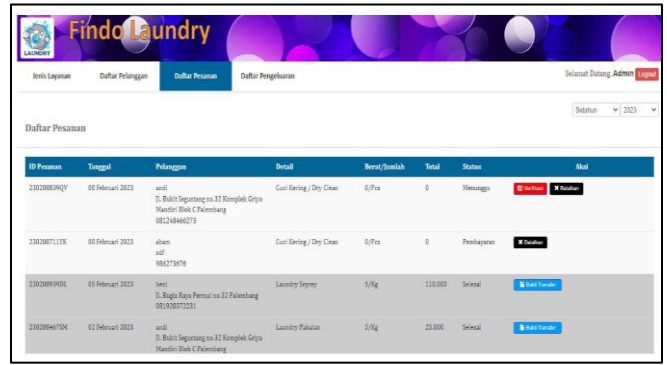 Findo Laundry
LAUNDRY
Jenis Layanan Daftar Pelanggan Daftar Pesanan Daftar Pengeluaran Selamat Datang, Admin Logout
Setahun 2023
Daftar Pesanan
ID Pesanan Tanggal Pelanggan Detail Berat/Jumlah Total Status Aksi
230208839QV 08 Februari 2023 andi Cuci Kering / Dry Clean 0/Pcs 0 Menunggu Verifikasi Batalkan
Jl. Bukit Seguntang no.32 Komplek Griya
Mandiri Blok C Palembang
081248466273
230208711YK 08 Februari 2023 abam Cuci Kering / Dry Clean 0/Pcs 0 Pembayaran Batalkan
sdf
986273676
230208939DL 05 Februari 2023 heni Laundry Seprey 5/Kg 110.000 Selesai Bukti Transfer
Jl. Bugis Raya Permai no.32 Palembang
081928372231
230208467SM 02 Februari 2023 andi Laundry Pakaian 5/Kg 25.000 Selesai Bukti Transfer
Jl. Bukit Seguntang no.32 Komplek Griya
Mandiri Blok C Palembang